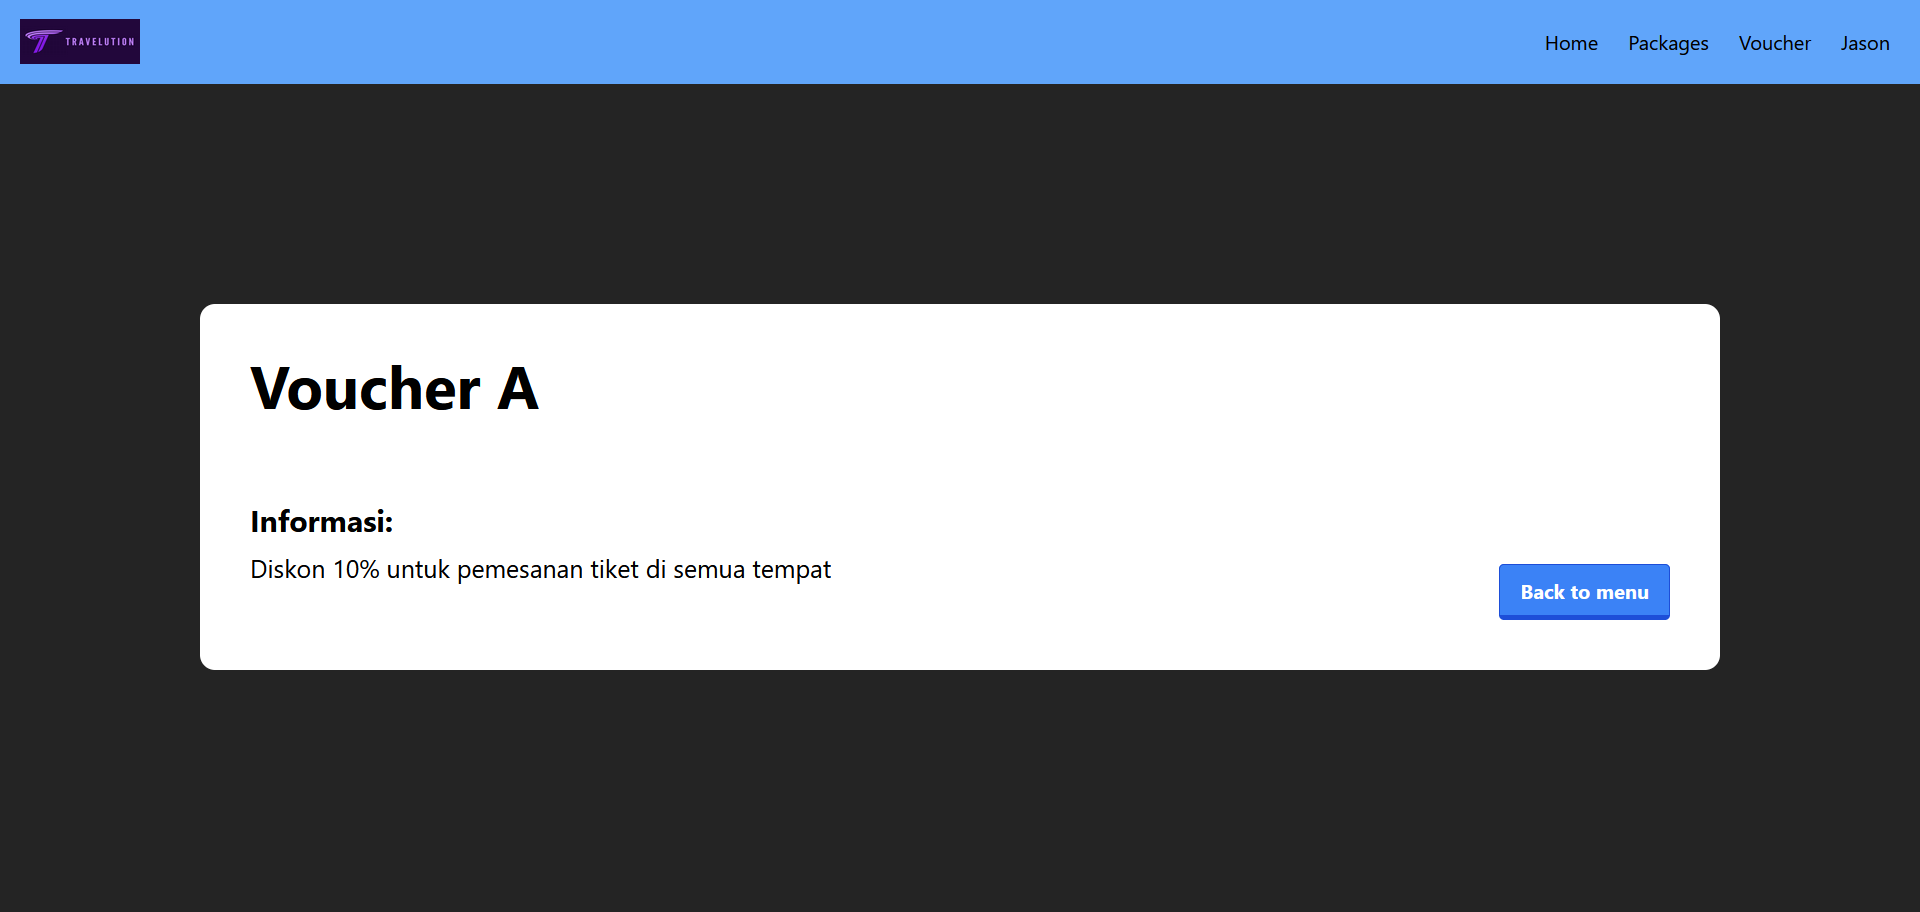 TRAVELUTION
Home Packages Voucher Jason
Voucher A
Informasi:
Diskon 10% untuk pemesanan tiket di semua tempat
Back to menu